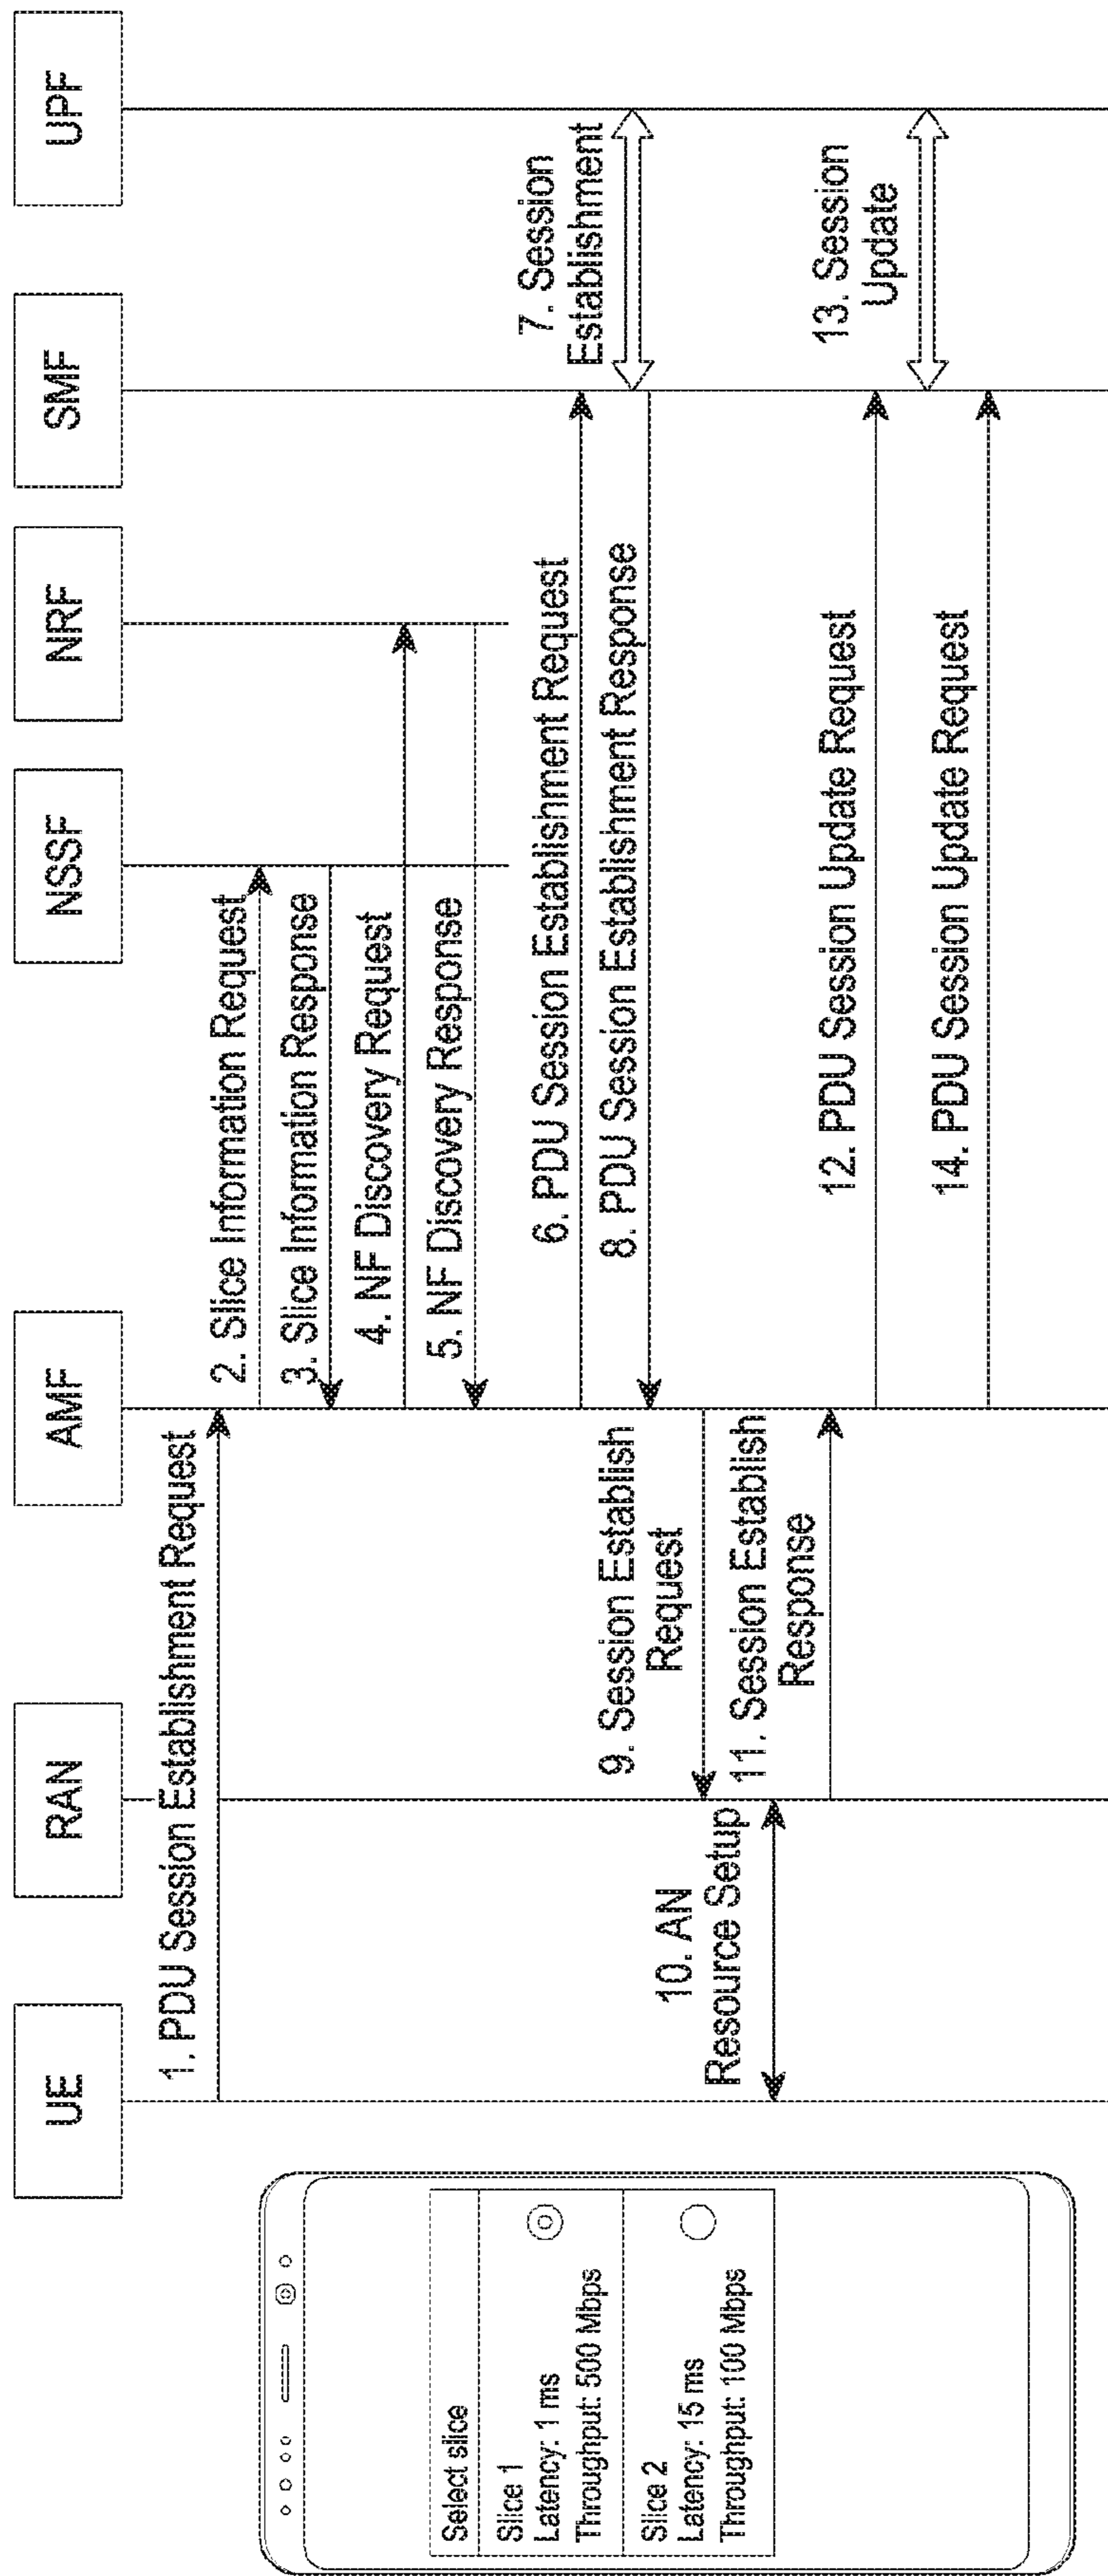 UE
RAN
AMF
NSSF
NRF
SMF
UPF
1. PDU Session Establishment Request
2. Slice Information Request
3. Slice Information Response
4. NF Discovery Request
5. NF Discovery Response
6. PDU Session Establishment Request
7. Session
Establishment
8. PDU Session Establishment Response
9. Session Establish
Request
10. AN
Resource Setup
11. Session Establish
Response
12. PDU Session Update Request
13. Session
Update
14. PDU Session Update Request
Select slice
Slice 1
Latency: 1 ms
Throughput: 500 Mbps
Slice 2
Latency: 15 ms
Throughput: 100 Mbps